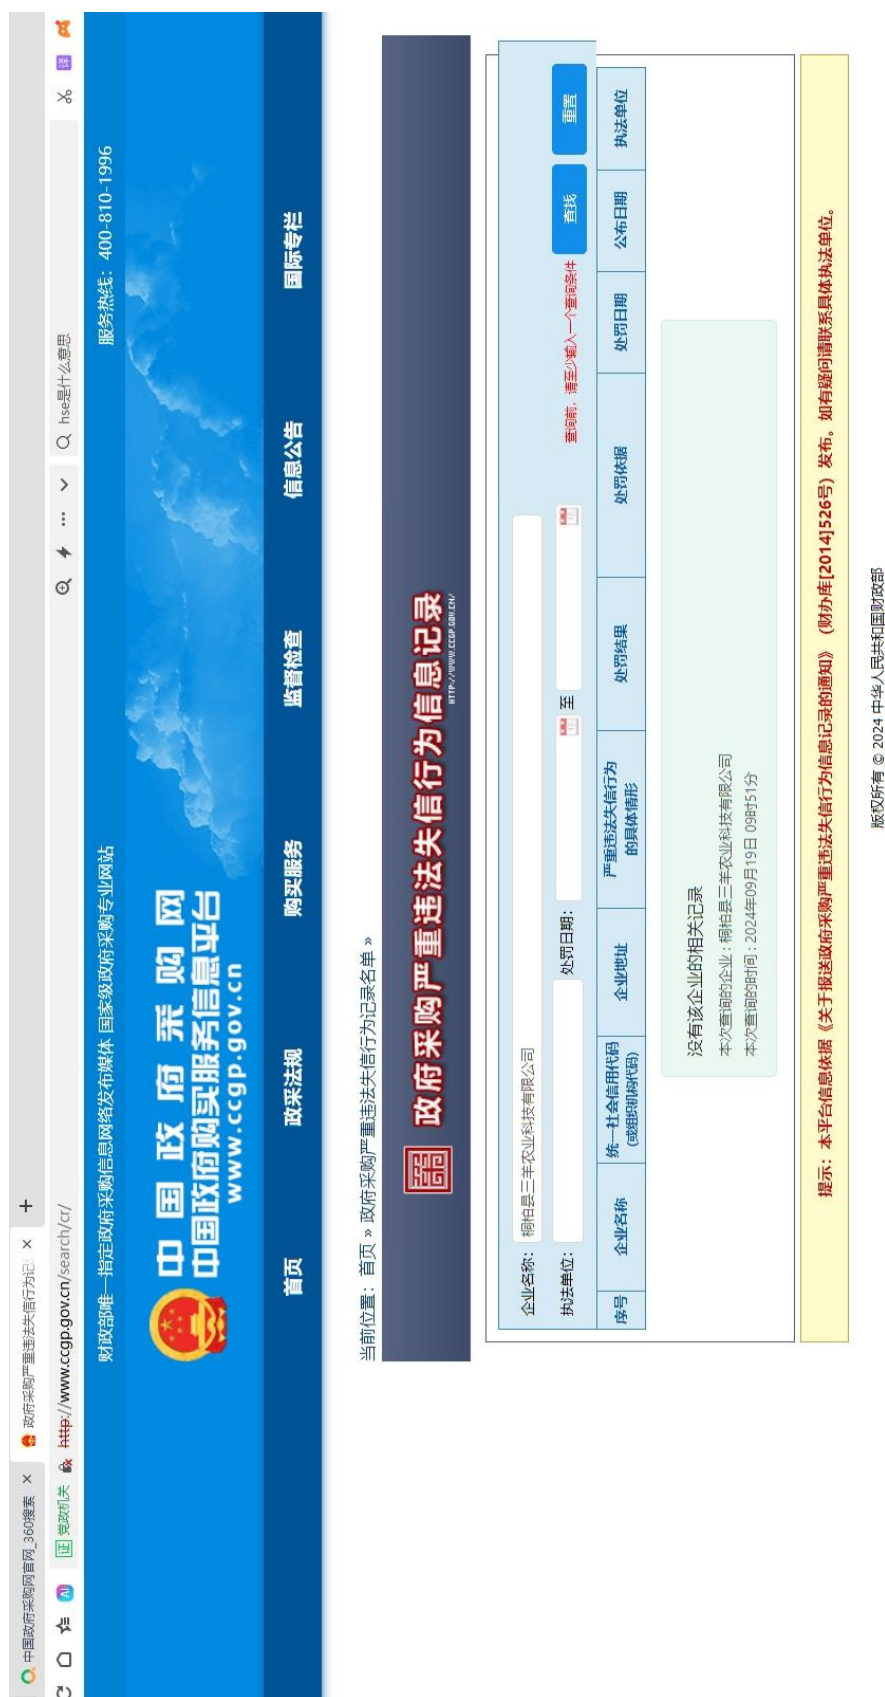 中国政府采购网官网_360搜索 ×
政府采购严重违法失信行为记 × +
证 党政机关 http://www.ccgp.gov.cn/search/cr/
hse是什么意思
译
AI
财政部唯一指定政府采购信息网络发布媒体 国家级政府采购专业网站
服务热线：400-810-1996
中国政府采购网
中国政府购买服务信息平台
www.ccgp.gov.cn
首页 政采法规 购买服务 监督检查 信息公告 国际专栏
当前位置：首页 » 政府采购严重违法失信行为记录名单 »
政府采购严重违法失信行为信息记录
HTTP://WWW.CCGP.GOV.CN/
企业名称： 桐柏县三羊农业科技有限公司
执法单位： 处罚日期： 至 查询前，请至少输入一个查询条件 查找 重置
序号 企业名称 统一社会信用代码 (或组织机构代码) 企业地址 严重违法失信行为的具体情形 处罚结果 处罚依据 处罚日期 公布日期 执法单位
没有该企业的相关记录
本次查询的企业：桐柏县三羊农业科技有限公司
本次查询的时间：2024年09月19日 09时51分
提示：本平台信息依据《关于报送政府采购严重违法失信行为信息记录的通知》（财办库[2014]526号）发布。如有疑问请联系具体执法单位。
版权所有 © 2024 中华人民共和国财政部